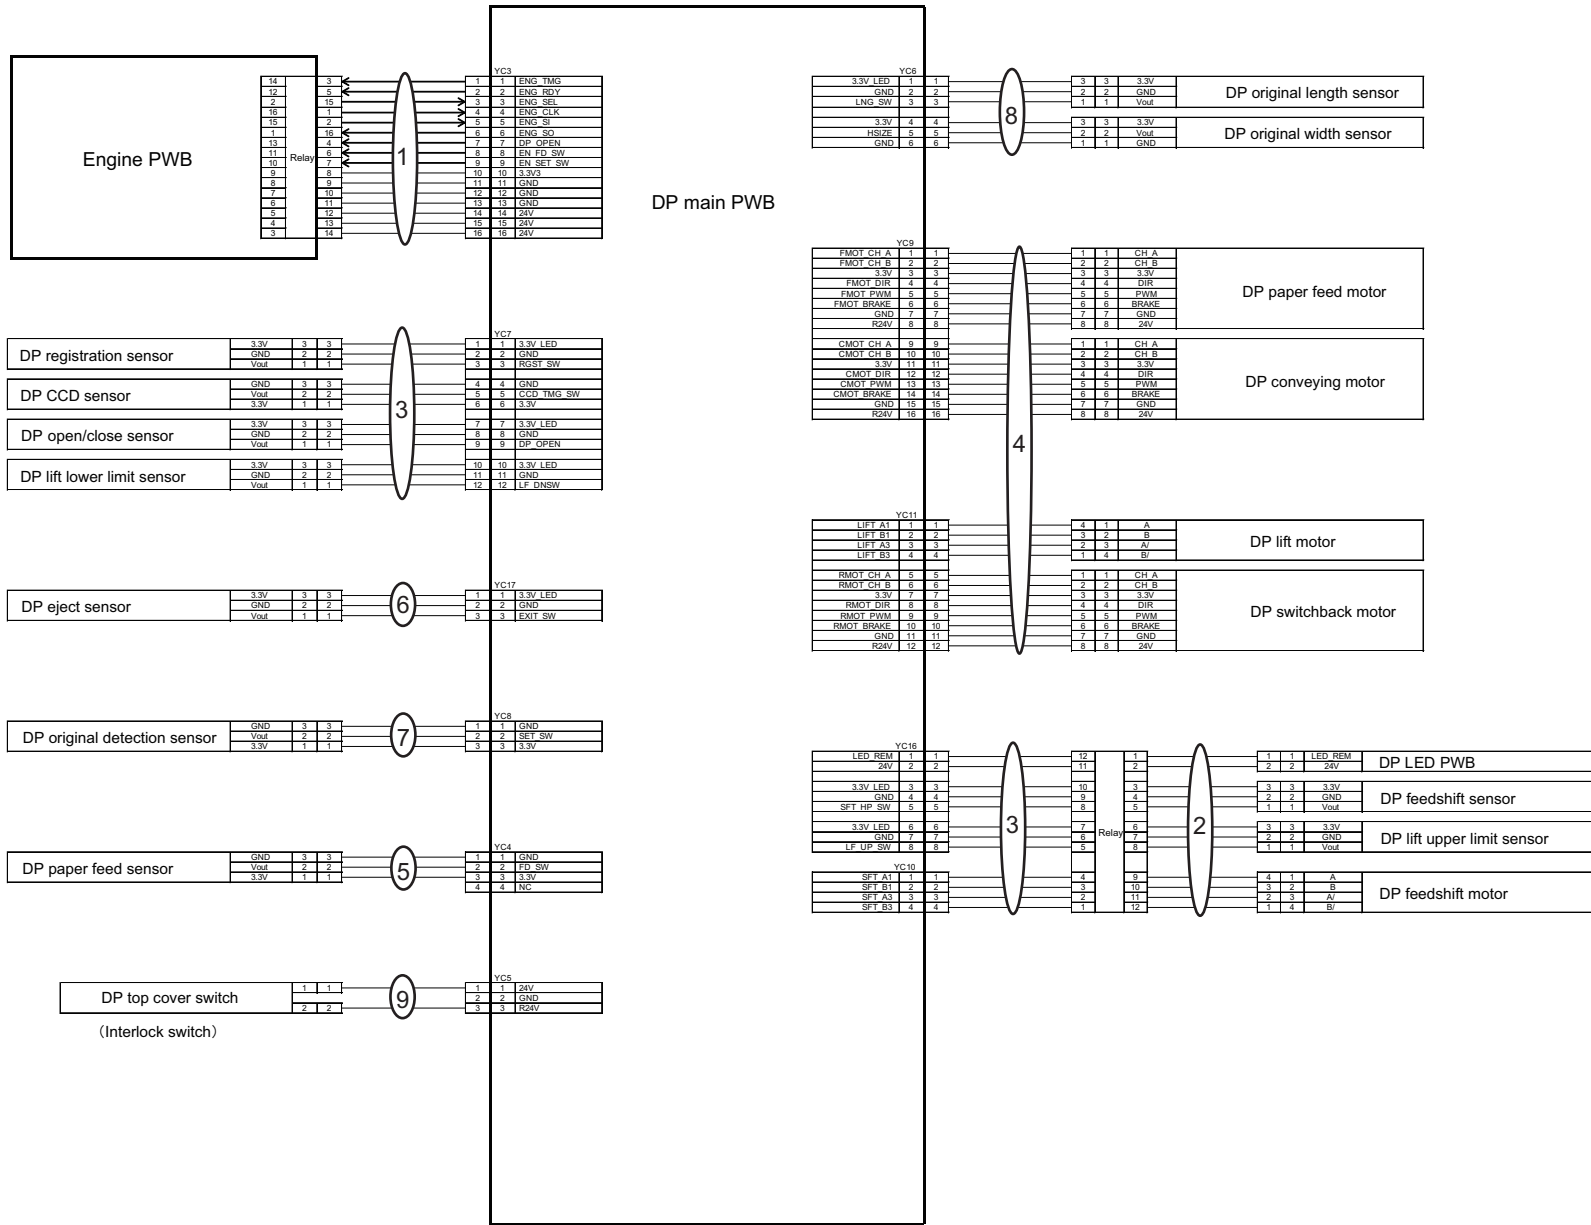 Engine PWB
14 3 1 YC3 1 ENG_TMG
12 5 2 2 ENG_RDY
2 15 3 3 ENG_SEL
16 1 4 4 ENG_CLK
15 2 5 5 ENG_SI
1 16 6 6 ENG_SO
13 4 7 7 DP_OPEN
11 Relay 6 8 8 EN_FD_SW
10 7 9 9 EN_SET_SW
9 8 10 10 3.3V3
8 9 11 11 GND
7 10 12 12 GND
6 11 13 13 GND
5 12 14 14 24V
4 13 15 15 24V
3 14 16 16 24V
1
DP main PWB
YC7
DP registration sensor
3.3V 3 3 1 1 3.3V_LED
GND 2 2 2 2 GND
Vout 1 1 3 3 RGST_SW
DP CCD sensor
GND 3 3 4 4 GND
Vout 2 2 5 5 CCD_TMG_SW
3.3V 1 1 6 6 3.3V
3
DP open/close sensor
3.3V 3 3 7 7 3.3V_LED
GND 2 2 8 8 GND
Vout 1 1 9 9 DP_OPEN
DP lift lower limit sensor
3.3V 3 3 10 10 3.3V_LED
GND 2 2 11 11 GND
Vout 1 1 12 12 LF_DNSW
YC17
DP eject sensor
3.3V 3 3 1 1 3.3V_LED
GND 2 2 6 2 2 GND
Vout 1 1 3 3 EXIT_SW
YC8
DP original detection sensor
GND 3 3 1 1 GND
Vout 2 2 7 2 2 SET_SW
3.3V 1 1 3 3 3.3V
YC4
DP paper feed sensor
GND 3 3 1 1 GND
Vout 2 2 5 2 2 FD_SW
3.3V 1 1 3 3 3.3V
4 4 NC
YC5
DP top cover switch
1 1 1 1 24V
9 2 2 GND
2 2 3 3 R24V
（Interlock switch）
YC6
3.3V_LED 1 1 3 3 3.3V
GND 2 2 2 2 GND
LNG_SW 3 3 1 1 Vout
DP original length sensor
8
3.3V 4 4 3 3 3.3V
HSIZE 5 5 2 2 Vout
GND 6 6 1 1 GND
DP original width sensor
YC9
FMOT_CH_A 1 1 1 1 CH_A
FMOT_CH_B 2 2 2 2 CH_B
3.3V 3 3 3 3 3.3V
FMOT_DIR 4 4 4 4 DIR
FMOT_PWM 5 5 5 5 PWM
FMOT_BRAKE 6 6 6 6 BRAKE
GND 7 7 7 7 GND
R24V 8 8 8 8 24V
DP paper feed motor
CMOT_CH_A 9 9 1 1 CH_A
CMOT_CH_B 10 10 2 2 CH_B
3.3V 11 11 3 3 3.3V
CMOT_DIR 12 12 4 4 DIR
CMOT_PWM 13 13 5 5 PWM
CMOT_BRAKE 14 14 6 6 BRAKE
GND 15 15 7 7 GND
R24V 16 16 8 8 24V
DP conveying motor
4
YC11
LIFT_A1 1 1 4 1 A
LIFT_B1 2 2 3 2 B
LIFT_A3 3 3 2 3 A/
LIFT_B3 4 4 1 4 B/
DP lift motor
RMOT_CH_A 5 5 1 1 CH_A
RMOT_CH_B 6 6 2 2 CH_B
3.3V 7 7 3 3 3.3V
RMOT_DIR 8 8 4 4 DIR
RMOT_PWM 9 9 5 5 PWM
RMOT_BRAKE 10 10 6 6 BRAKE
GND 11 11 7 7 GND
R24V 12 12 8 8 24V
DP switchback motor
YC16
LED_REM 1 1 12 1 1 1 LED_REM
24V 2 2 11 2 2 2 24V
DP LED PWB
3.3V_LED 3 3 10 3 3 3 3.3V
GND 4 4 9 4 2 2 GND
SFT_HP_SW 5 5 8 5 1 1 Vout
DP feedshift sensor
3 Relay 2
3.3V_LED 6 6 7 6 3 3 3.3V
GND 7 7 6 7 2 2 GND
LF_UP_SW 8 8 5 8 1 1 Vout
DP lift upper limit sensor
YC10
SFT_A1 1 1 4 9 4 1 A
SFT_B1 2 2 3 10 3 2 B
SFT_A3 3 3 2 11 2 3 A/
SFT_B3 4 4 1 12 1 4 B/
DP feedshift motor